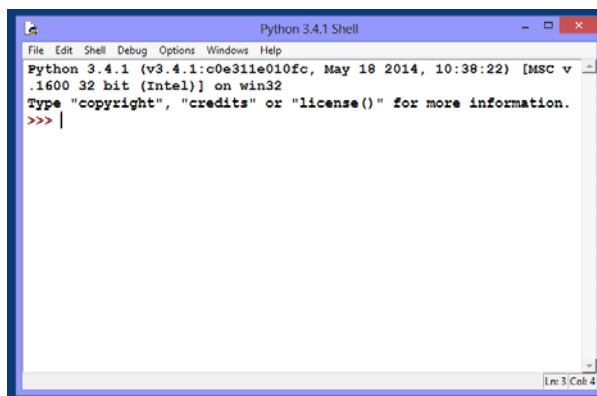 Python 3.4.1 Shell
File Edit Shell Debug Options Windows Help
Python 3.4.1 (v3.4.1:c0e311e010fc, May 18 2014, 10:38:22) [MSC v
.1600 32 bit (Intel)] on win32
Type "copyright", "credits" or "license()" for more information.
>>>
Ln: 3 Col: 4